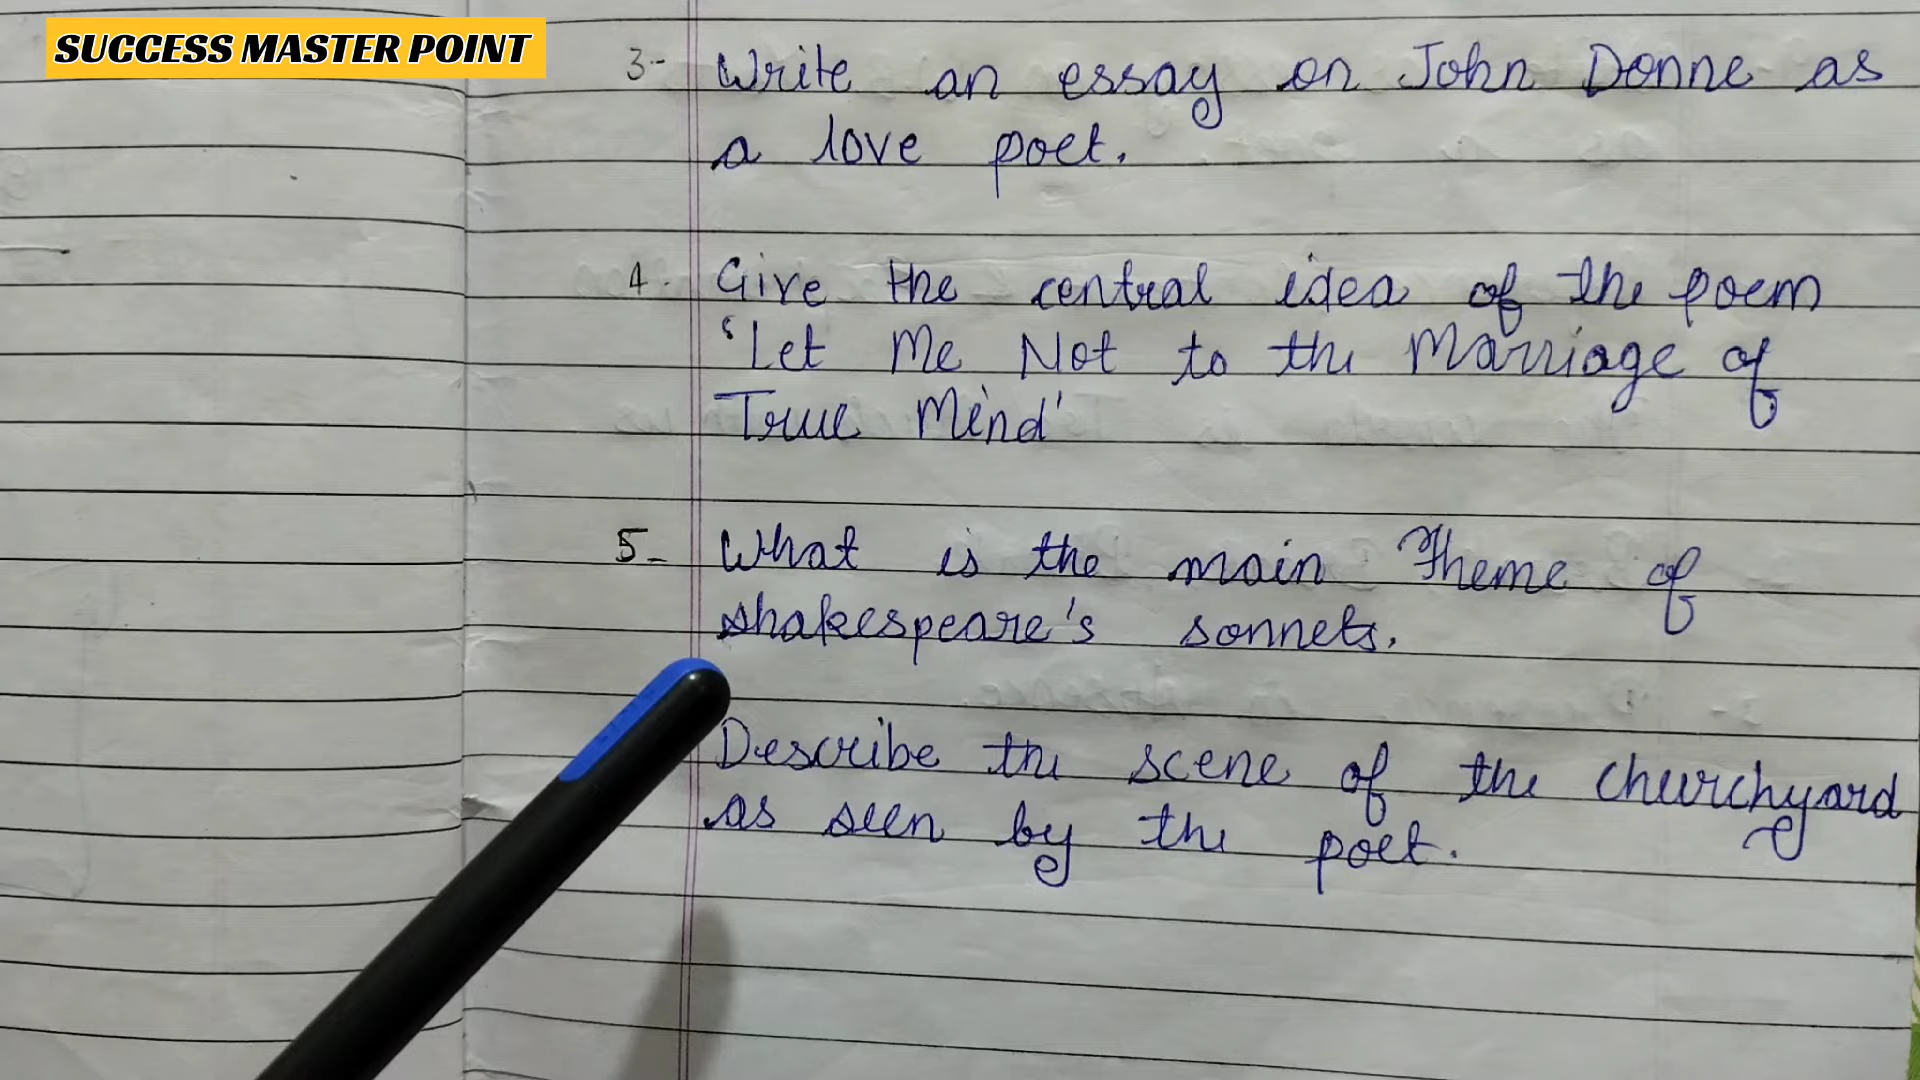 SUCCESS MASTER POINT
3- Write an essay on John Donne as
a love poet.
4. Give the central idea of the poem
'Let Me Not to the Marriage of
True Mind'
5- What is the main Theme of
shakespeare's sonnets.
Describe the scene of the churchyard
as seen by the poet.